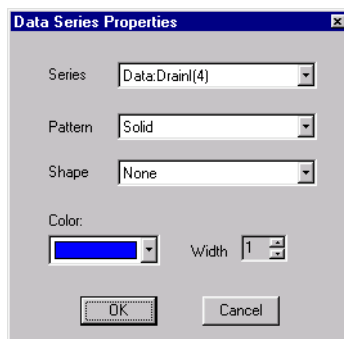 Data Series Properties
Series Data:DrainI(4)
Pattern Solid
Shape None
Color:
Width 1
OK Cancel